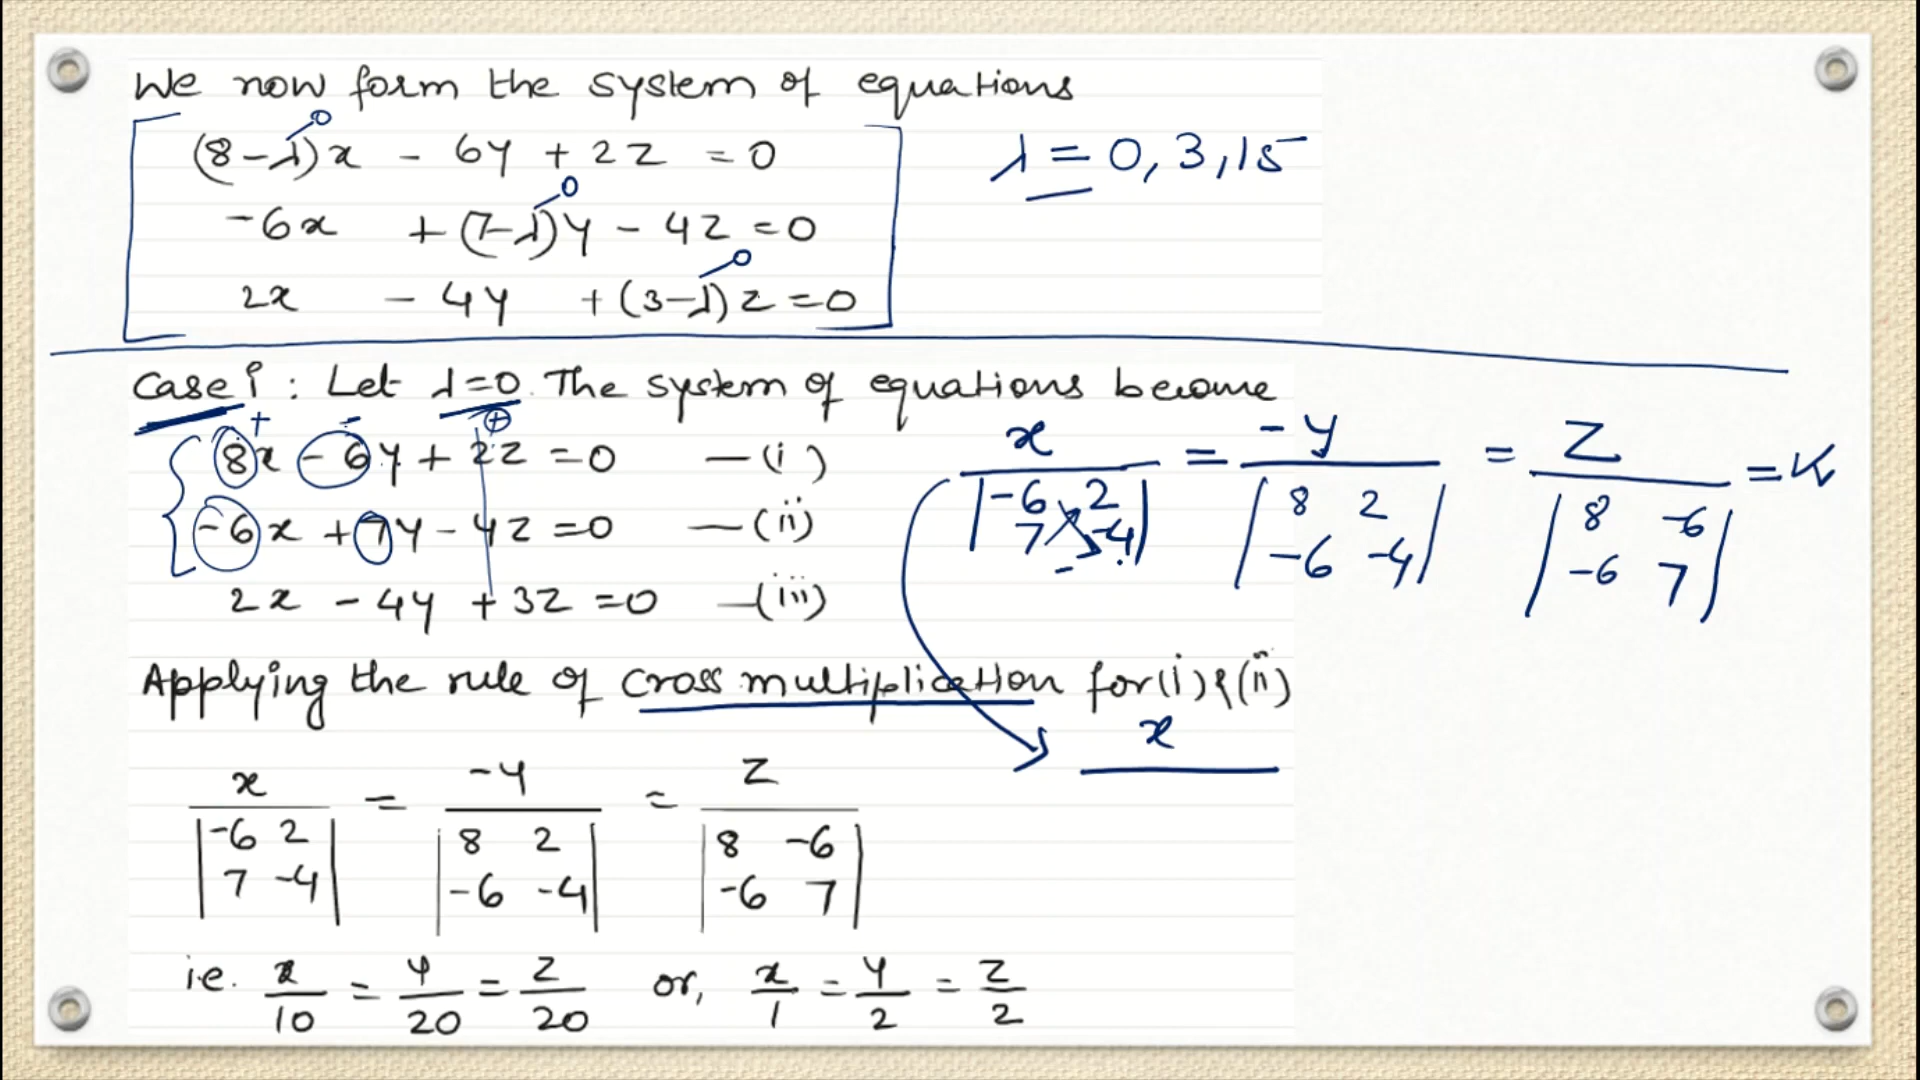 We now form the system of equations
0
(8-λ)x - 6y + 2z = 0
λ = 0, 3, 15
0
-6x + (7-λ)y - 4z = 0
0
2x - 4y + (3-λ)z = 0
Case i : Let λ=0. The system of equations become
+ - +
8x - 6y + 2z = 0 —(i)
-6x + 7y - 4z = 0 —(ii)
2x - 4y + 3z = 0 —(iii)
x = -y = z = k
|-6 2| |8 2| |8 -6|
|7 -4| |-6 -4| |-6 7|
Applying the rule of cross multiplication for (i) & (ii)
x
x = -y = z
|-6 2| |8 2| |8 -6|
|7 -4| |-6 -4| |-6 7|
i.e. x/10 = y/20 = z/20 or, x/1 = y/2 = z/2